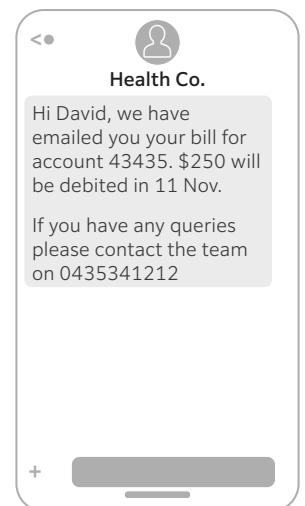 Health Co.
Hi David, we have
emailed you your bill for
account 43435. $250 will
be debited in 11 Nov.
If you have any queries
please contact the team
on 0435341212